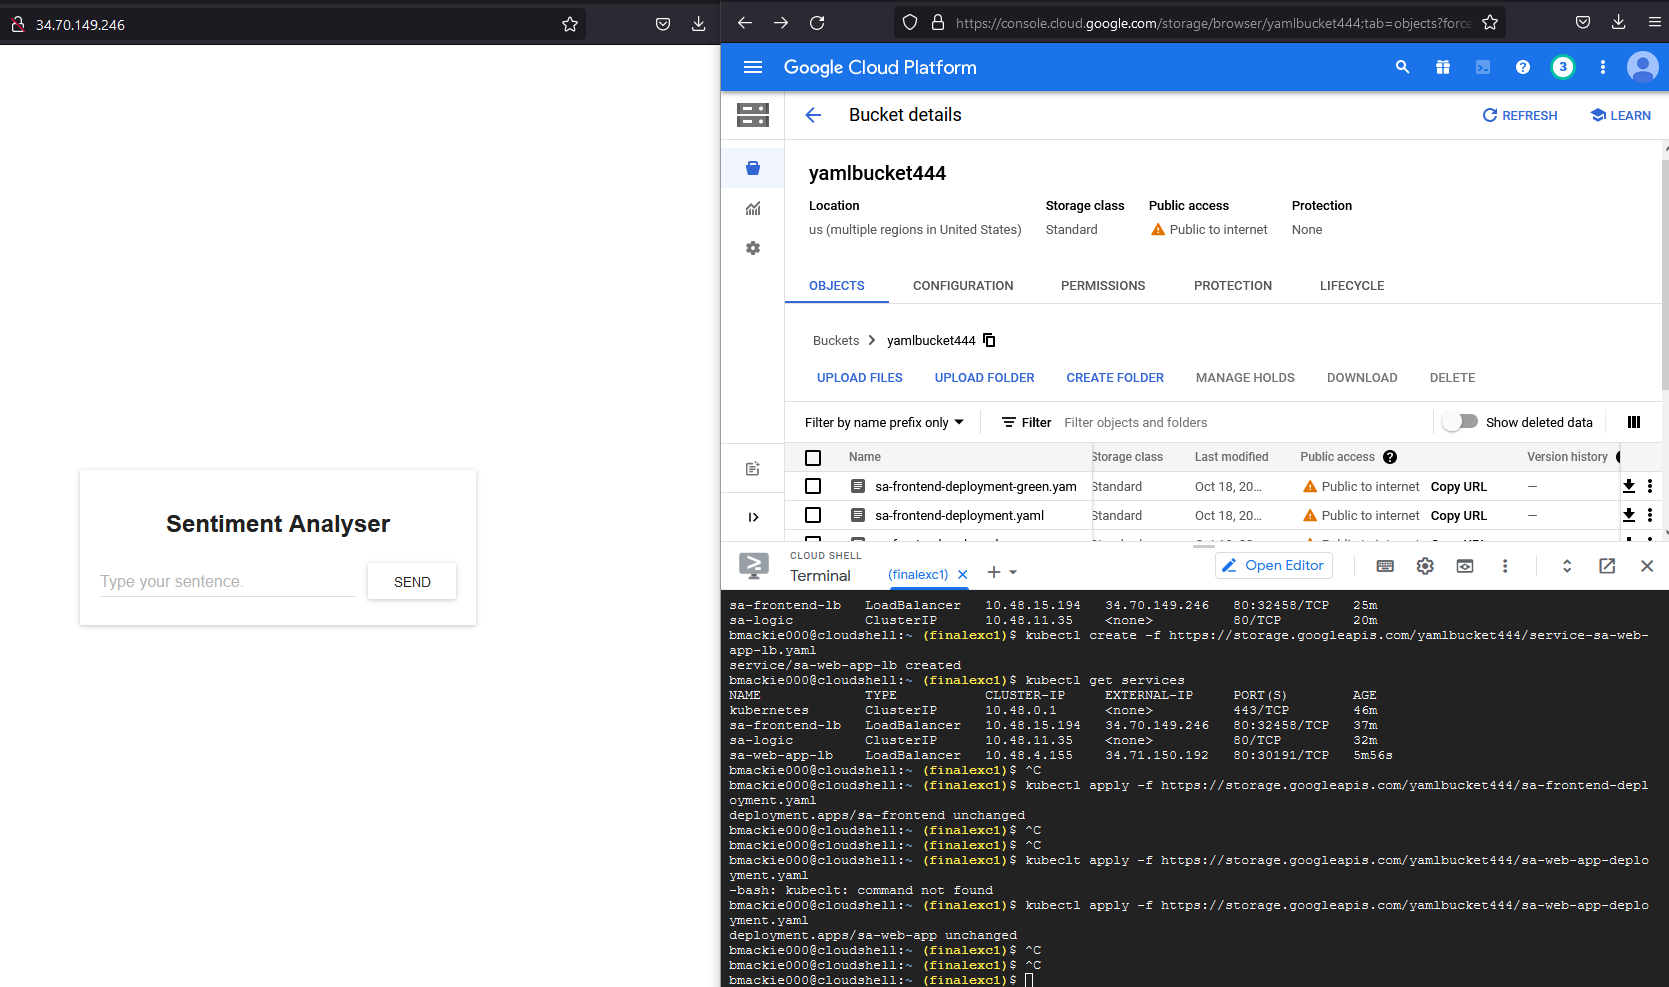 34.70.149.246
Sentiment Analyser
Type your sentence.
SEND
https://console.cloud.google.com/storage/browser/yamlbucket444;tab=objects?force
Google Cloud Platform
3
Bucket details
REFRESH
LEARN
yamlbucket444
Location
Storage class
Public access
Protection
us (multiple regions in United States)
Standard
Public to internet
None
OBJECTS
CONFIGURATION
PERMISSIONS
PROTECTION
LIFECYCLE
Buckets
yamlbucket444
UPLOAD FILES
UPLOAD FOLDER
CREATE FOLDER
MANAGE HOLDS
DOWNLOAD
DELETE
Filter by name prefix only
Filter
Filter objects and folders
Show deleted data
Name
Storage class
Last modified
Public access
Version history
sa-frontend-deployment-green.yam
Standard
Oct 18, 20...
Public to internet
Copy URL
—
sa-frontend-deployment.yaml
Standard
Oct 18, 20...
Public to internet
Copy URL
—
CLOUD SHELL
Terminal
(finalexc1)
Open Editor
sa-frontend-lb   LoadBalancer   10.48.15.194   34.70.149.246   80:32458/TCP   25m
sa-logic         ClusterIP      10.48.11.35    <none>          80/TCP         20m
bmackie000@cloudshell:~ (finalexc1)$ kubectl create -f https://storage.googleapis.com/yamlbucket444/service-sa-web-
app-lb.yaml
service/sa-web-app-lb created
bmackie000@cloudshell:~ (finalexc1)$ kubectl get services
NAME             TYPE           CLUSTER-IP     EXTERNAL-IP     PORT(S)        AGE
kubernetes       ClusterIP      10.48.0.1      <none>          443/TCP        46m
sa-frontend-lb   LoadBalancer   10.48.15.194   34.70.149.246   80:32458/TCP   37m
sa-logic         ClusterIP      10.48.11.35    <none>          80/TCP         32m
sa-web-app-lb    LoadBalancer   10.48.4.155    34.71.150.192   80:30191/TCP   5m56s
bmackie000@cloudshell:~ (finalexc1)$ ^C
bmackie000@cloudshell:~ (finalexc1)$ kubectl apply -f https://storage.googleapis.com/yamlbucket444/sa-frontend-depl
oyment.yaml
deployment.apps/sa-frontend unchanged
bmackie000@cloudshell:~ (finalexc1)$ ^C
bmackie000@cloudshell:~ (finalexc1)$ ^C
bmackie000@cloudshell:~ (finalexc1)$ kubeclt apply -f https://storage.googleapis.com/yamlbucket444/sa-web-app-deplo
yment.yaml
-bash: kubeclt: command not found
bmackie000@cloudshell:~ (finalexc1)$ kubectl apply -f https://storage.googleapis.com/yamlbucket444/sa-web-app-deplo
yment.yaml
deployment.apps/sa-web-app unchanged
bmackie000@cloudshell:~ (finalexc1)$ ^C
bmackie000@cloudshell:~ (finalexc1)$ ^C
bmackie000@cloudshell:~ (finalexc1)$